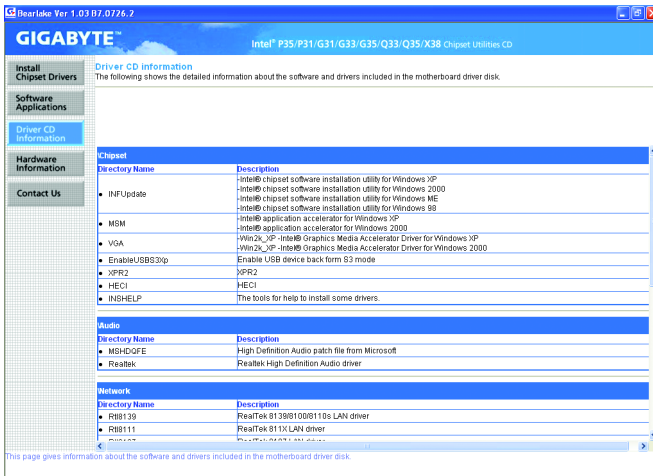 Bearlake Ver 1.03 B7.0726.2
GIGABYTE™
Intel® P35/P31/G31/G33/G35/Q33/Q35/X38 Chipset Utilities CD
Install
Chipset Drivers
Software
Applications
Driver CD
Information
Hardware
Information
Contact Us
Driver CD information
The following shows the detailed information about the software and drivers included in the motherboard driver disk.
\Chipset
Directory Name Description
• INFUpdate
-Intel® chipset software installation utility for Windows XP
-Intel® chipset software installation utility for Windows 2000
-Intel® chipset software installation utility for Windows ME
-Intel® chipset software installation utility for Windows 98
• MSM
-Intel® application accelerator for Windows XP
-Intel® application accelerator for Windows 2000
• VGA
-Win2k_XP -Intel® Graphics Media Accelerator Driver for Windows XP
-Win2k_XP -Intel® Graphics Media Accelerator Driver for Windows 2000
• EnableUSBS3Xp Enable USB device back form S3 mode
• XPR2 XPR2
• HECI HECI
• INSHELP The tools for help to install some drivers.
\Audio
Directory Name Description
• MSHDQFE High Definition Audio patch file from Microsoft
• Realtek Realtek High Definition Audio driver
\Network
Directory Name Description
• Rtl8139 RealTek 8139/8100/8110s LAN driver
• Rtl8111 RealTek 811X LAN driver
This page gives information about the software and drivers included in the motherboard driver disk.